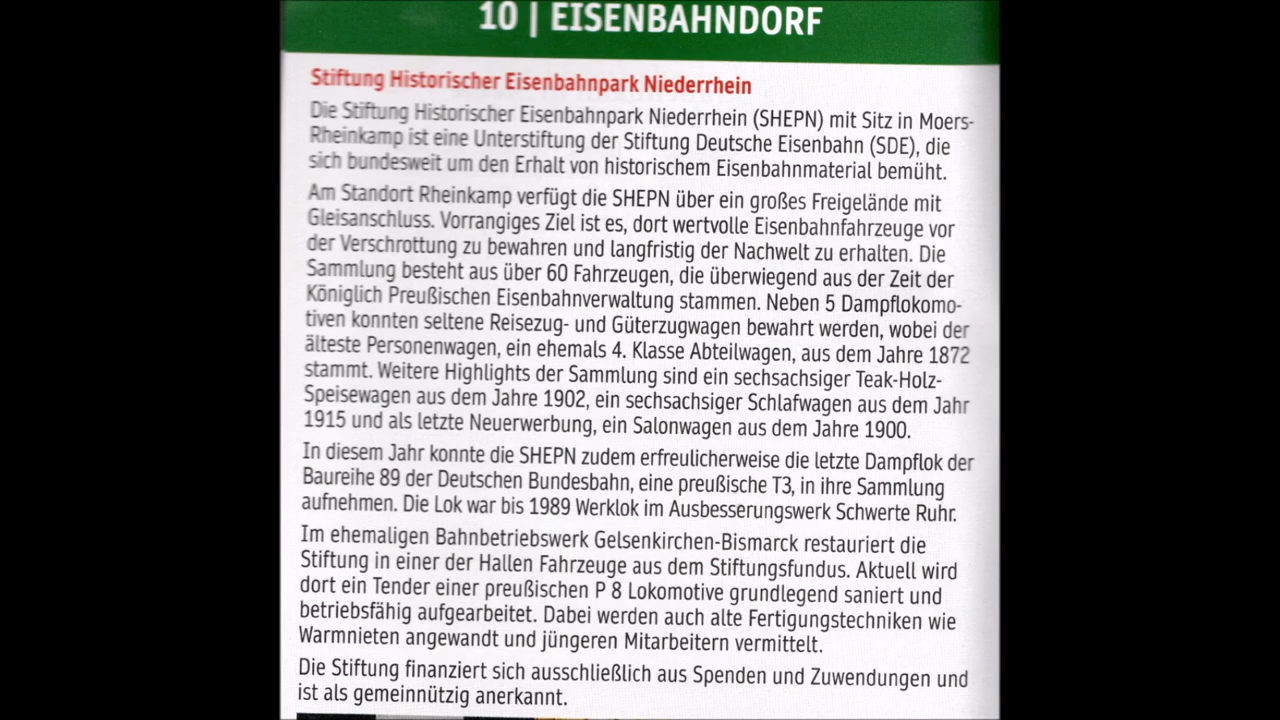 10 | EISENBAHNDORF
Stiftung Historischer Eisenbahnpark Niederrhein
Die Stiftung Historischer Eisenbahnpark Niederrhein (SHEPN) mit Sitz in Moers-
Rheinkamp ist eine Unterstiftung der Stiftung Deutsche Eisenbahn (SDE), die
sich bundesweit um den Erhalt von historischem Eisenbahnmaterial bemüht.
Am Standort Rheinkamp verfügt die SHEPN über ein großes Freigelände mit
Gleisanschluss. Vorrangiges Ziel ist es, dort wertvolle Eisenbahnfahrzeuge vor
der Verschrottung zu bewahren und langfristig der Nachwelt zu erhalten. Die
Sammlung besteht aus über 60 Fahrzeugen, die überwiegend aus der Zeit der
Königlich Preußischen Eisenbahnverwaltung stammen. Neben 5 Dampflokomo-
tiven konnten seltene Reisezug- und Güterzugwagen bewahrt werden, wobei der
älteste Personenwagen, ein ehemals 4. Klasse Abteilwagen, aus dem Jahre 1872
stammt. Weitere Highlights der Sammlung sind ein sechsachsiger Teak-Holz-
Speisewagen aus dem Jahre 1902, ein sechsachsiger Schlafwagen aus dem Jahr
1915 und als letzte Neuerwerbung, ein Salonwagen aus dem Jahre 1900.
In diesem Jahr konnte die SHEPN zudem erfreulicherweise die letzte Dampflok der
Baureihe 89 der Deutschen Bundesbahn, eine preußische T3, in ihre Sammlung
aufnehmen. Die Lok war bis 1989 Werklok im Ausbesserungswerk Schwerte Ruhr.
Im ehemaligen Bahnbetriebswerk Gelsenkirchen-Bismarck restauriert die
Stiftung in einer der Hallen Fahrzeuge aus dem Stiftungsfundus. Aktuell wird
dort ein Tender einer preußischen P 8 Lokomotive grundlegend saniert und
betriebsfähig aufgearbeitet. Dabei werden auch alte Fertigungstechniken wie
Warmnieten angewandt und jüngeren Mitarbeitern vermittelt.
Die Stiftung finanziert sich ausschließlich aus Spenden und Zuwendungen und
ist als gemeinnützig anerkannt.